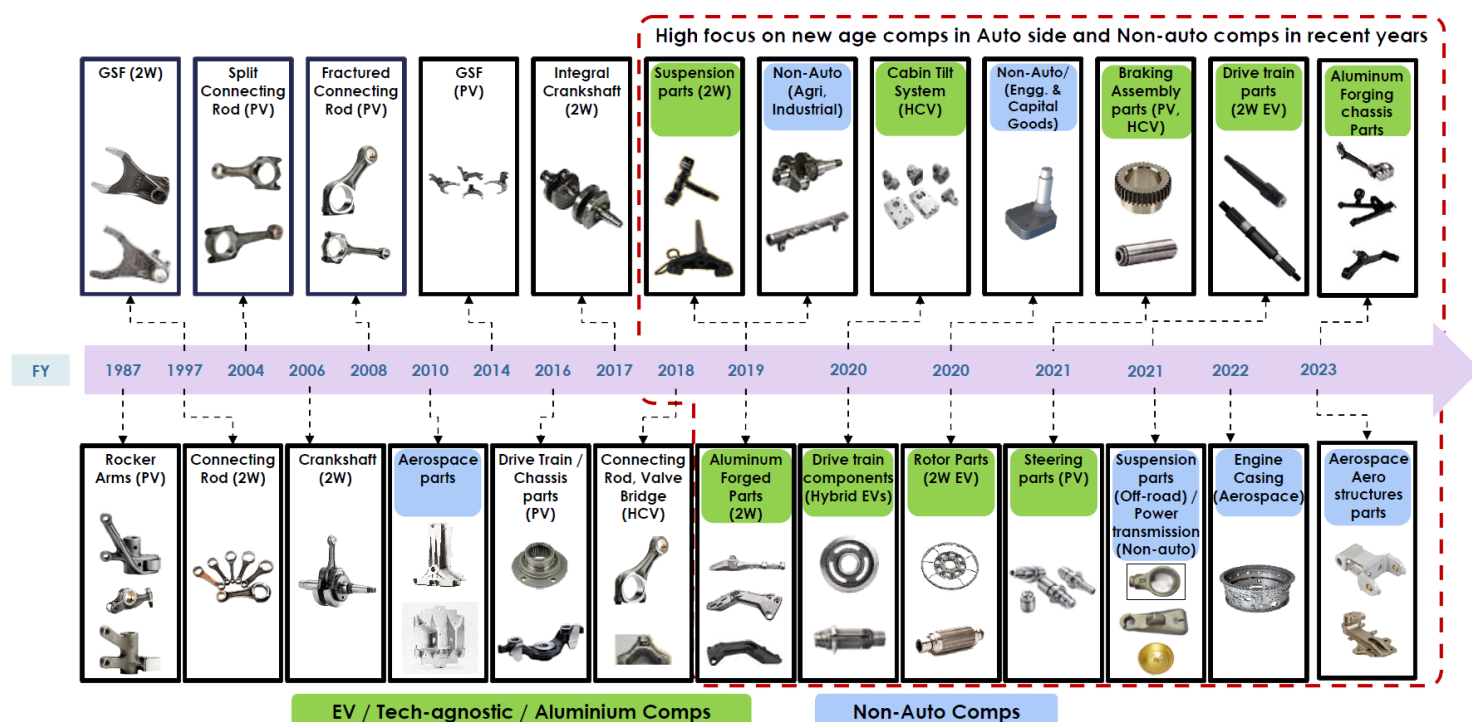 High focus on new age comps in Auto side and Non-auto comps in recent years
GSF (2W)
Split
Connecting
Rod (PV)
Fractured
Connecting
Rod (PV)
GSF
(PV)
Integral
Crankshaft
(2W)
Suspension
parts (2W)
Non-Auto
(Agri,
Industrial)
Cabin Tilt
System
(HCV)
Non-Auto/
(Engg. &
Capital
Goods)
Braking
Assembly
parts (PV,
HCV)
Drive train
parts
(2W EV)
Aluminum
Forging
chassis
Parts
FY
1987
1997
2004
2006
2008
2010
2014
2016
2017
2018
2019
2020
2020
2021
2021
2022
2023
Rocker
Arms (PV)
Connecting
Rod (2W)
Crankshaft
(2W)
Aerospace
parts
Drive Train /
Chassis
parts
(PV)
Connecting
Rod, Valve
Bridge
(HCV)
Aluminum
Forged
Parts
(2W)
Drive train
components
(Hybrid EVs)
Rotor Parts
(2W EV)
Steering
parts (PV)
Suspension
parts
(Off-road) /
Power
transmission
(Non-auto)
Engine
Casing
(Aerospace)
Aerospace
Aero
structures
parts
EV / Tech-agnostic / Aluminium Comps
Non-Auto Comps